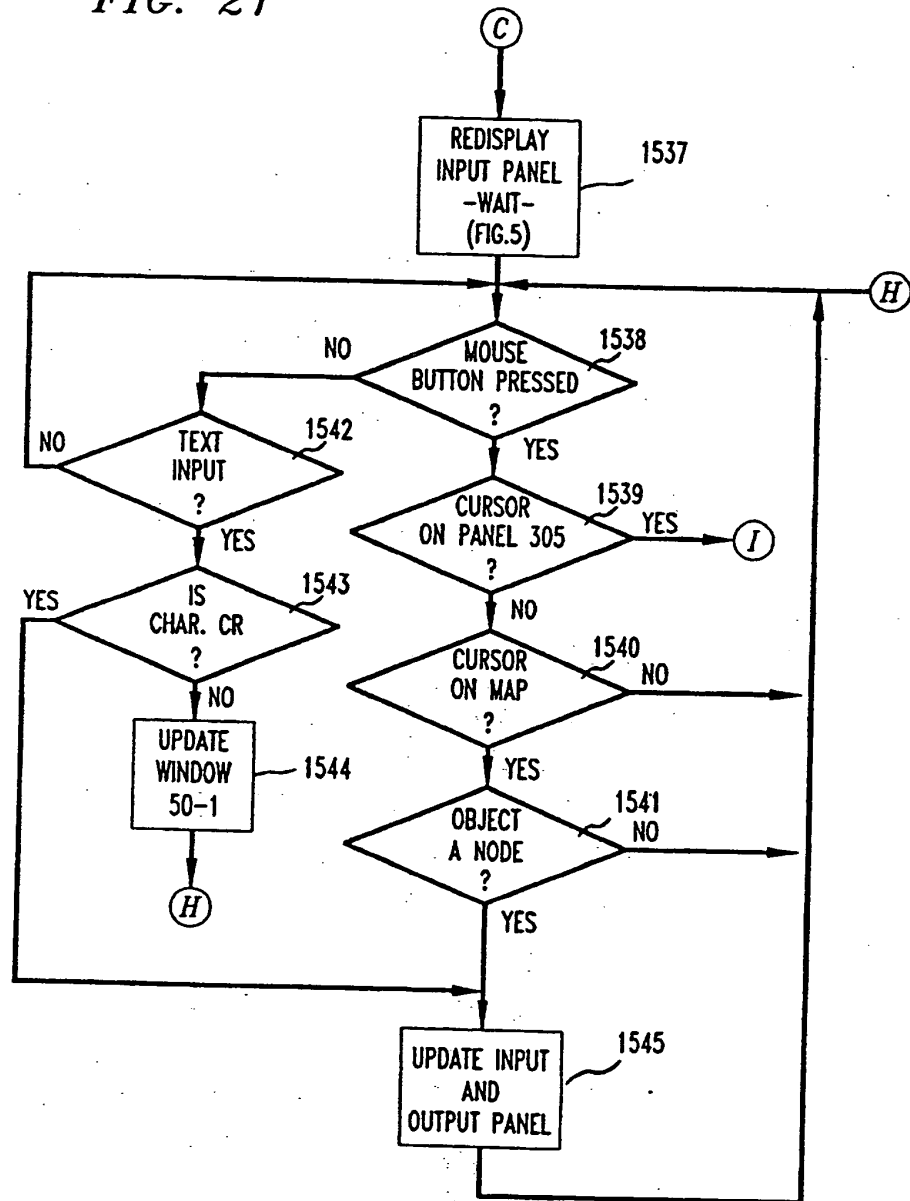 FIG. 27
C
REDISPLAY
INPUT PANEL
-WAIT-
(FIG.5)
1537
H
MOUSE
BUTTON PRESSED
?
1538
NO
YES
TEXT
INPUT
?
1542
NO
YES
CURSOR
ON PANEL 305
?
1539
YES
I
NO
IS
CHAR. CR
?
1543
YES
NO
CURSOR
ON MAP
?
1540
NO
YES
UPDATE
WINDOW
50-1
1544
H
OBJECT
A NODE
?
1541
NO
YES
UPDATE INPUT
AND
OUTPUT PANEL
1545